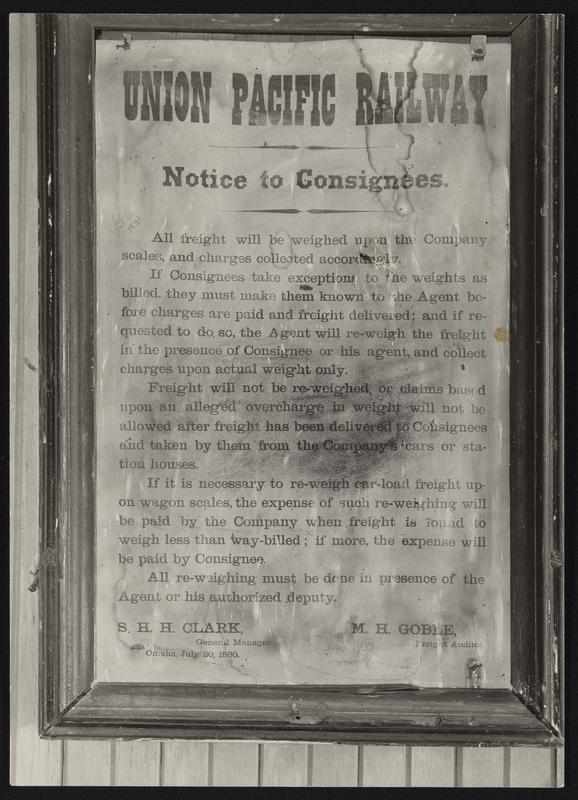 UNION PACIFIC RAILWAY
Notice to Consignees.
All freight will be weighed upon the Company
scales, and charges collected accordingly.
If Consignees take exceptions to the weights as
billed, they must make them known to the Agent be-
fore charges are paid and freight delivered; and if re-
quested to do so, the Agent will re-weigh the freight
in the presence of Consignee or his agent, and collect
charges upon actual weight only.
Freight will not be re-weighed, or claims based
upon an alleged overcharge in weight will not be
allowed after freight has been delivered to Consignees
and taken by them from the Company's cars or sta-
tion houses.
If it is necessary to re-weigh car-load freight up-
on wagon scales, the expense of such re-weighing will
be paid by the Company when freight is found to
weigh less than way-billed; if more, the expense will
be paid by Consignee.
All re-weighing must be done in presence of the
Agent or his authorized deputy.
S. H. H. CLARK, M. H. GOBLE,
General Manager. Freight Auditor.
Omaha, July 20, 1880.